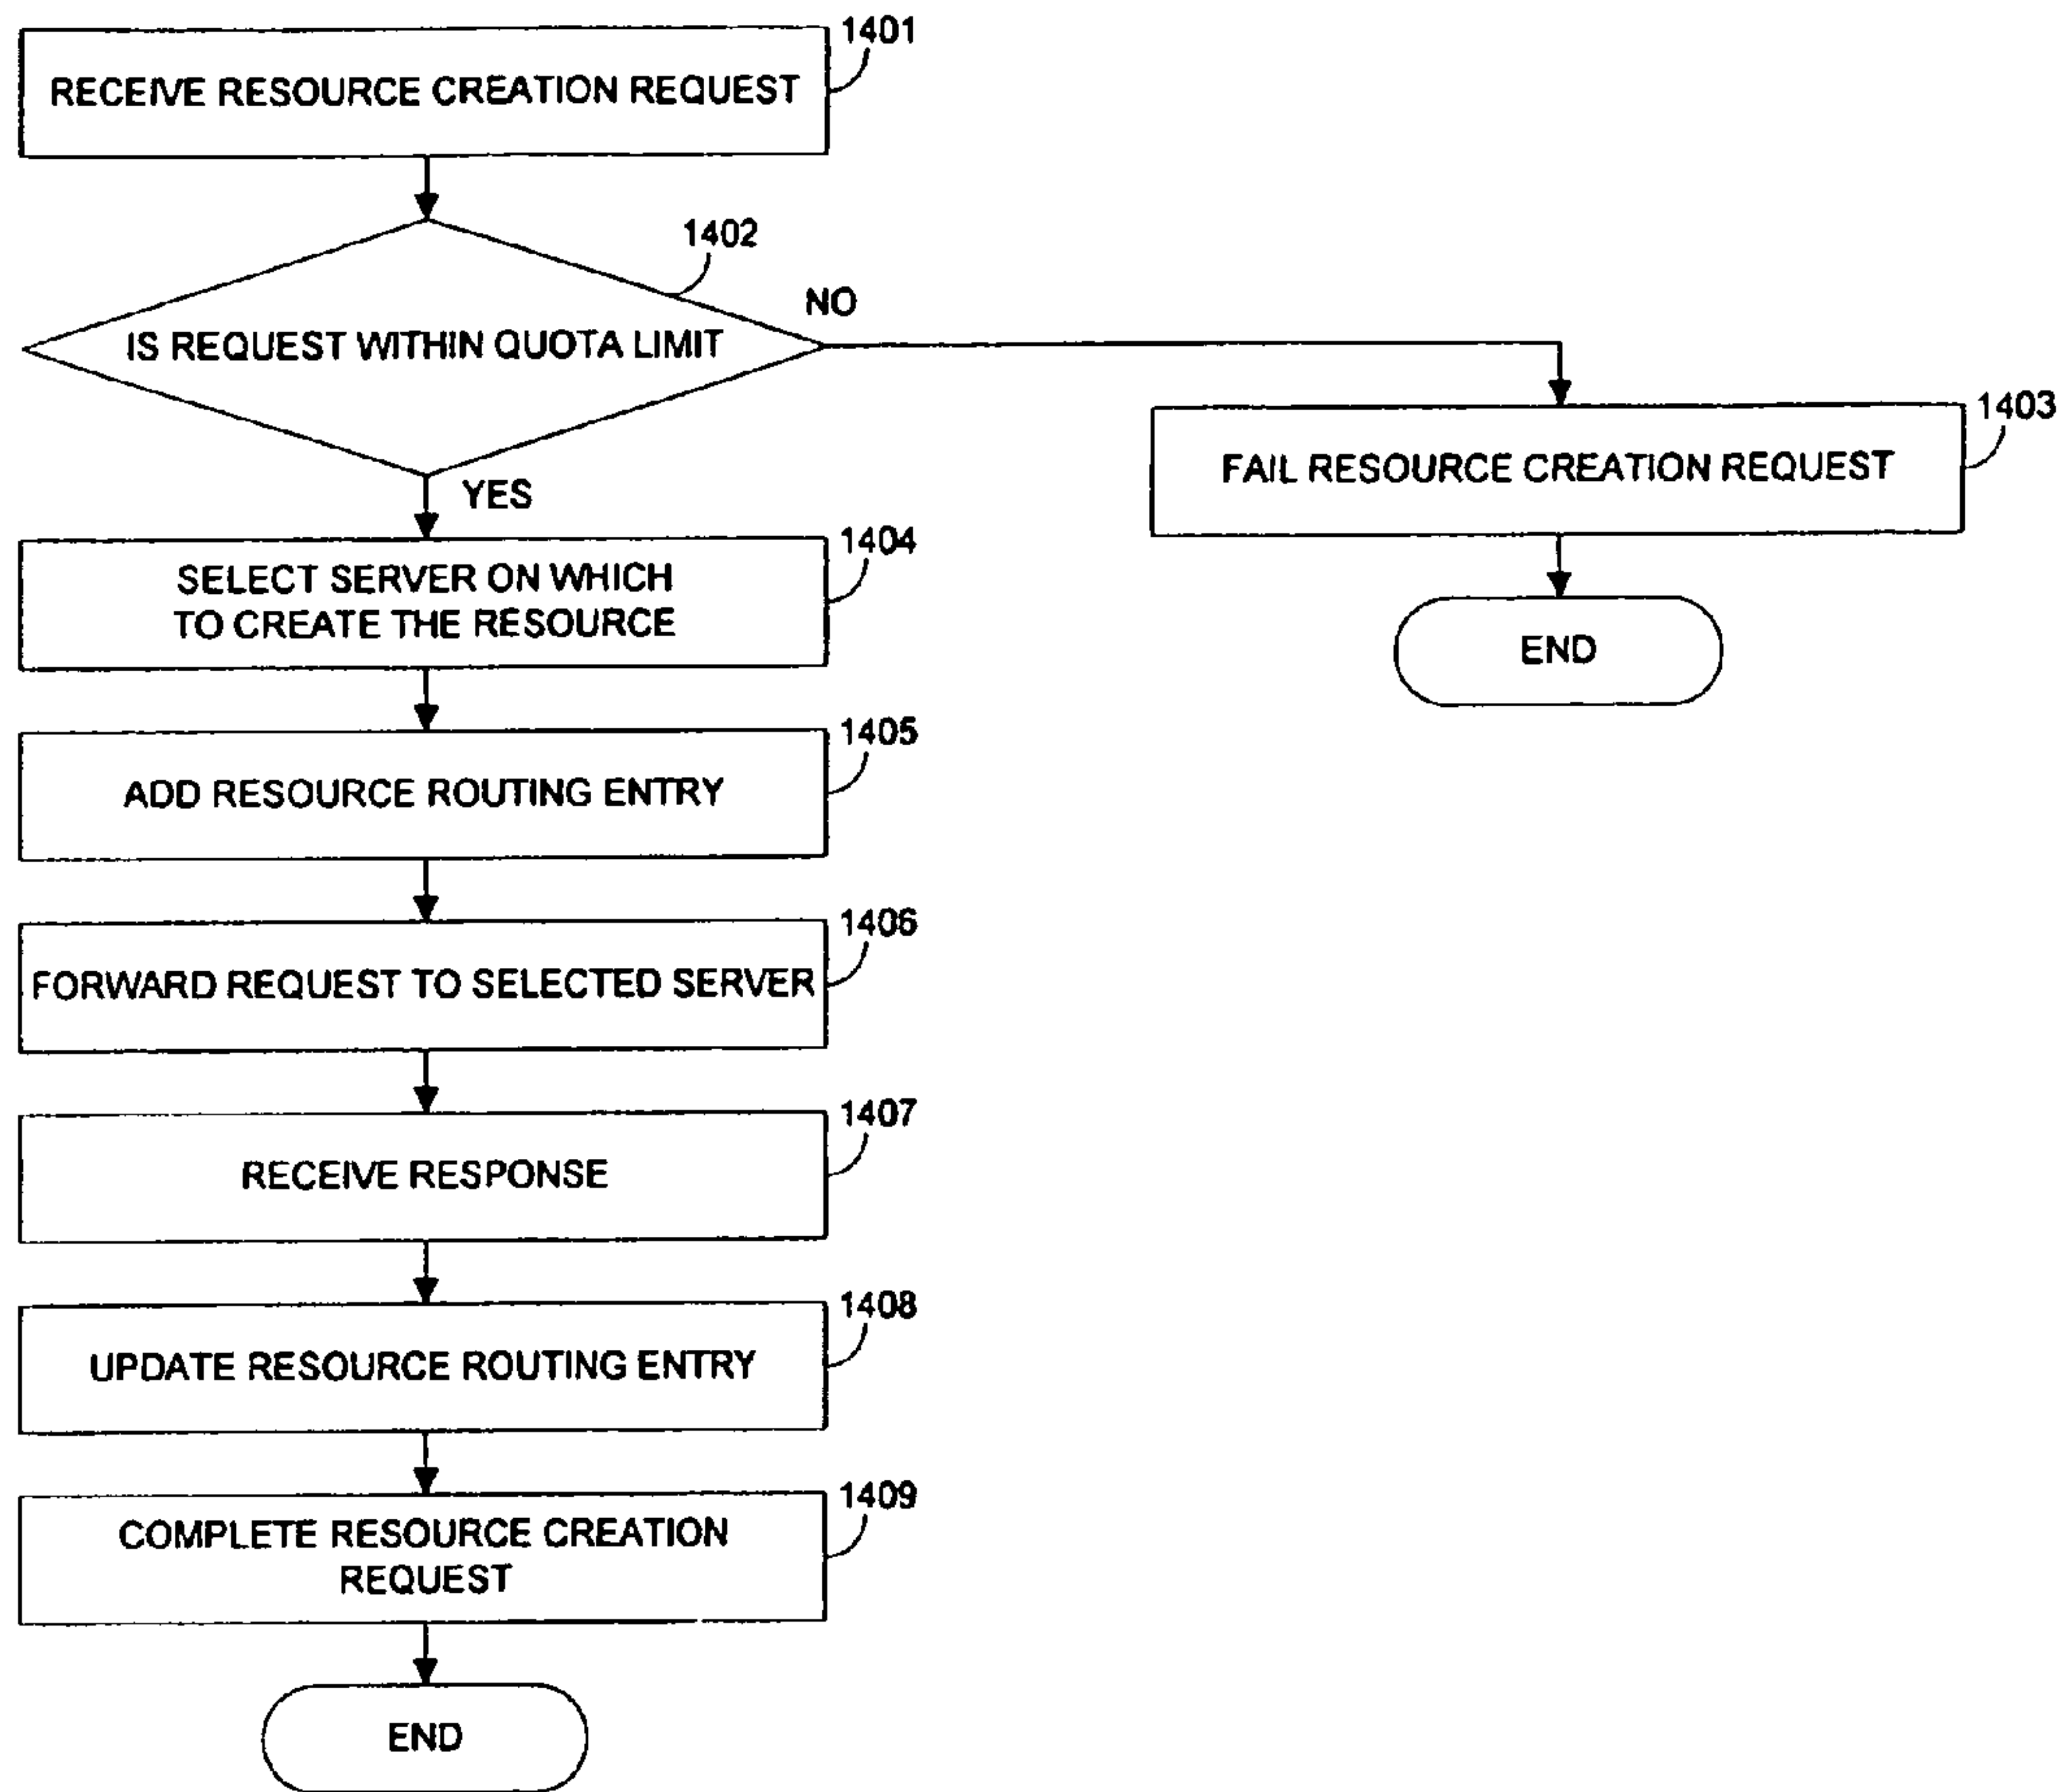 1401
RECEIVE RESOURCE CREATION REQUEST
1402
IS REQUEST WITHIN QUOTA LIMIT
NO
1403
FAIL RESOURCE CREATION REQUEST
END
YES
1404
SELECT SERVER ON WHICH
TO CREATE THE RESOURCE
1405
ADD RESOURCE ROUTING ENTRY
1406
FORWARD REQUEST TO SELECTED SERVER
1407
RECEIVE RESPONSE
1408
UPDATE RESOURCE ROUTING ENTRY
1409
COMPLETE RESOURCE CREATION
REQUEST
END